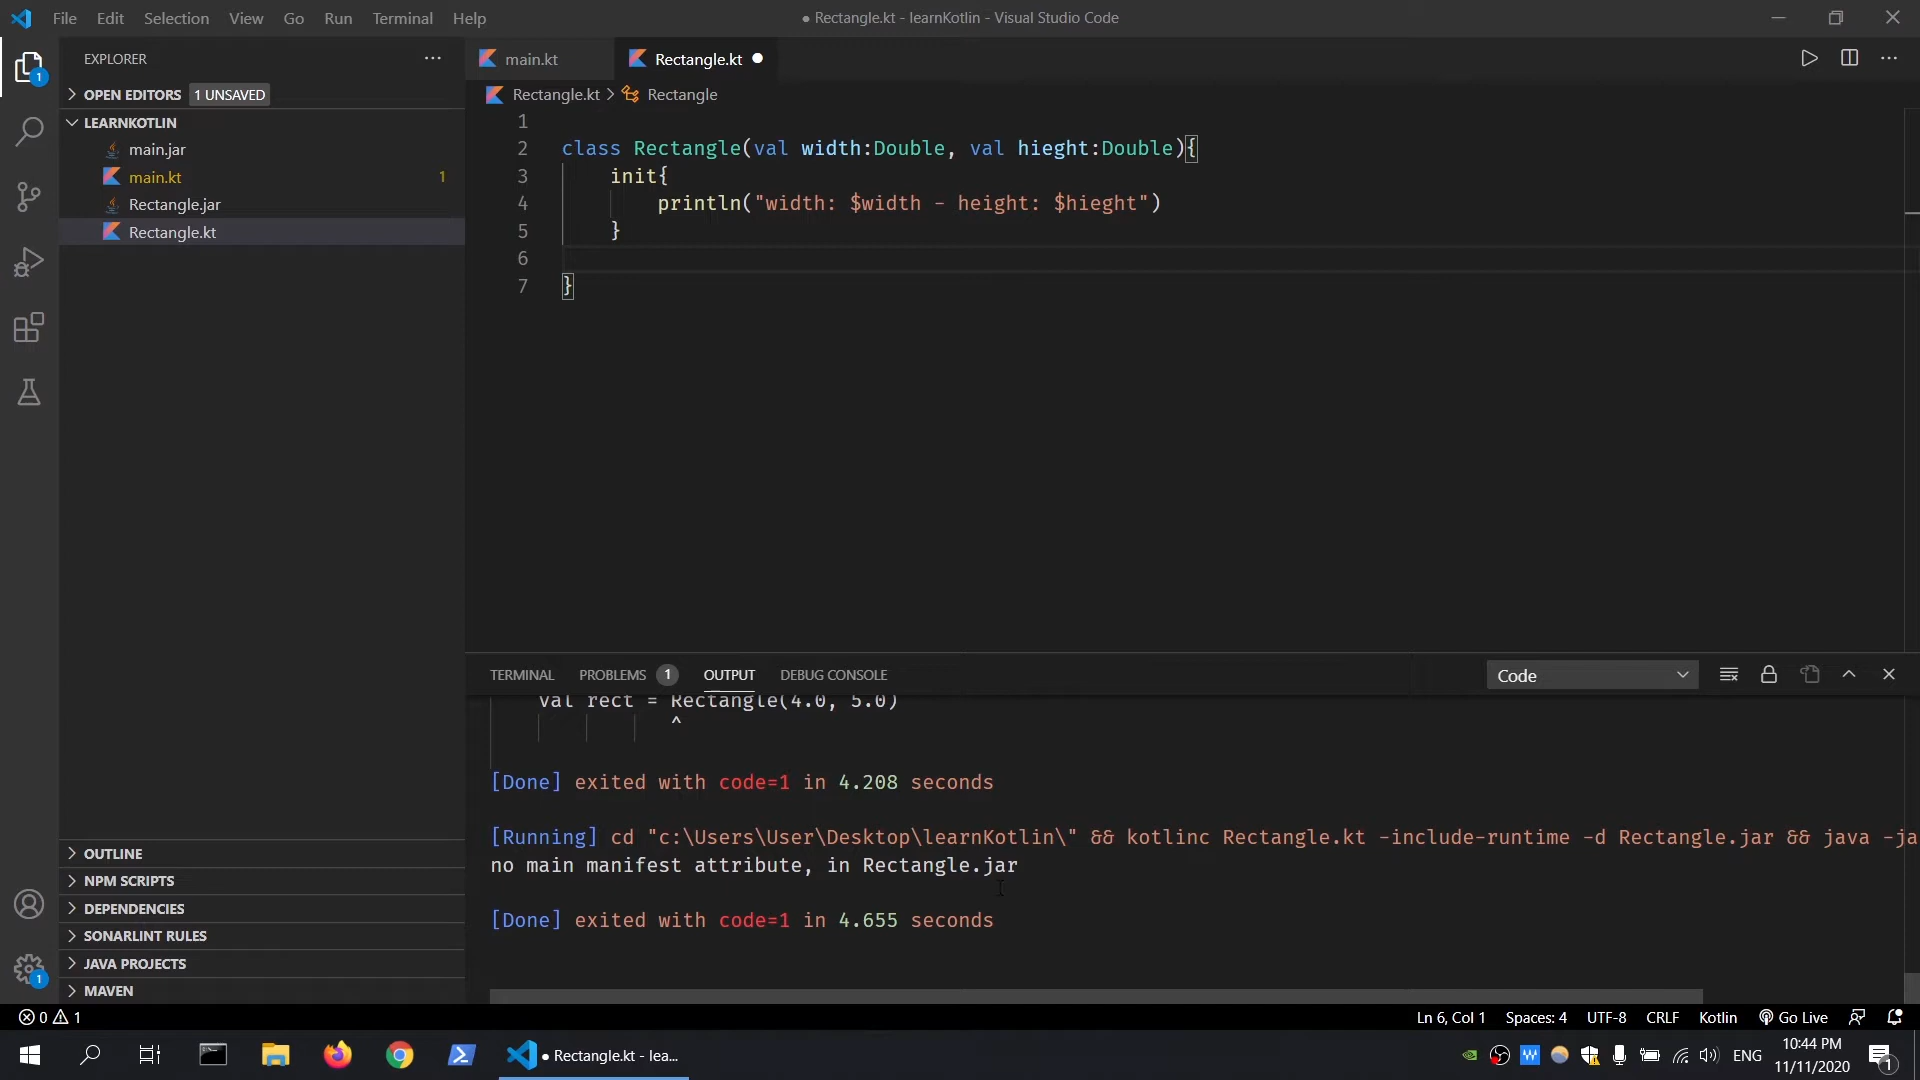 File Edit Selection View Go Run Terminal Help
● Rectangle.kt - learnKotlin - Visual Studio Code
EXPLORER
OPEN EDITORS 1 UNSAVED
LEARNKOTLIN
main.jar
main.kt 1
Rectangle.jar
Rectangle.kt
OUTLINE
NPM SCRIPTS
DEPENDENCIES
SONARLINT RULES
JAVA PROJECTS
MAVEN
1
1
main.kt Rectangle.kt
Rectangle.kt > Rectangle
1
2 class Rectangle(val width:Double, val hieght:Double){
3 init{
4 println("width: $width - height: $hieght")
5 }
6
7 }
TERMINAL PROBLEMS 1 OUTPUT DEBUG CONSOLE Code
val rect = Rectangle(4.0, 5.0)
^
[Done] exited with code=1 in 4.208 seconds
[Running] cd "c:\Users\User\Desktop\learnKotlin\" && kotlinc Rectangle.kt -include-runtime -d Rectangle.jar && java -ja
no main manifest attribute, in Rectangle.jar
[Done] exited with code=1 in 4.655 seconds
0 1 Ln 6, Col 1 Spaces: 4 UTF-8 CRLF Kotlin Go Live
● Rectangle.kt - lea...
W
ENG
10:44 PM
11/11/2020
1